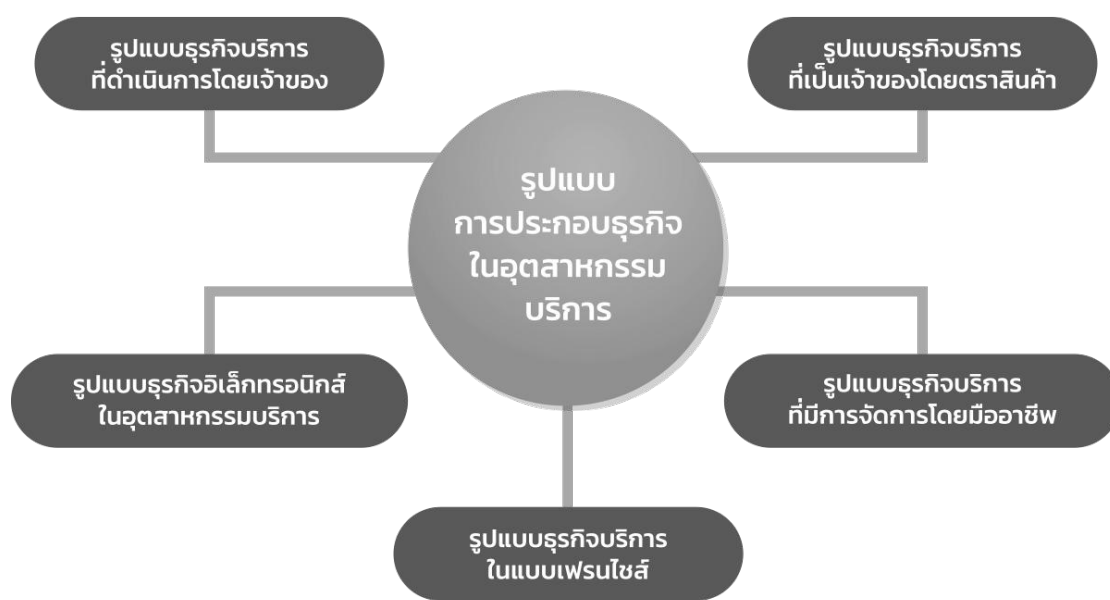 รูปแบบธุรกิจบริการ
ที่ดำเนินการโดยเจ้าของ
รูปแบบธุรกิจบริการ
ที่เป็นเจ้าของโดยตราสินค้า
รูปแบบ
การประกอบธุรกิจ
ในอุตสาหกรรม
บริการ
รูปแบบธุรกิจอิเล็กทรอนิกส์
ในอุตสาหกรรมบริการ
รูปแบบธุรกิจบริการ
ที่มีการจัดการโดยมืออาชีพ
รูปแบบธุรกิจบริการ
ในแบบเฟรนไชส์